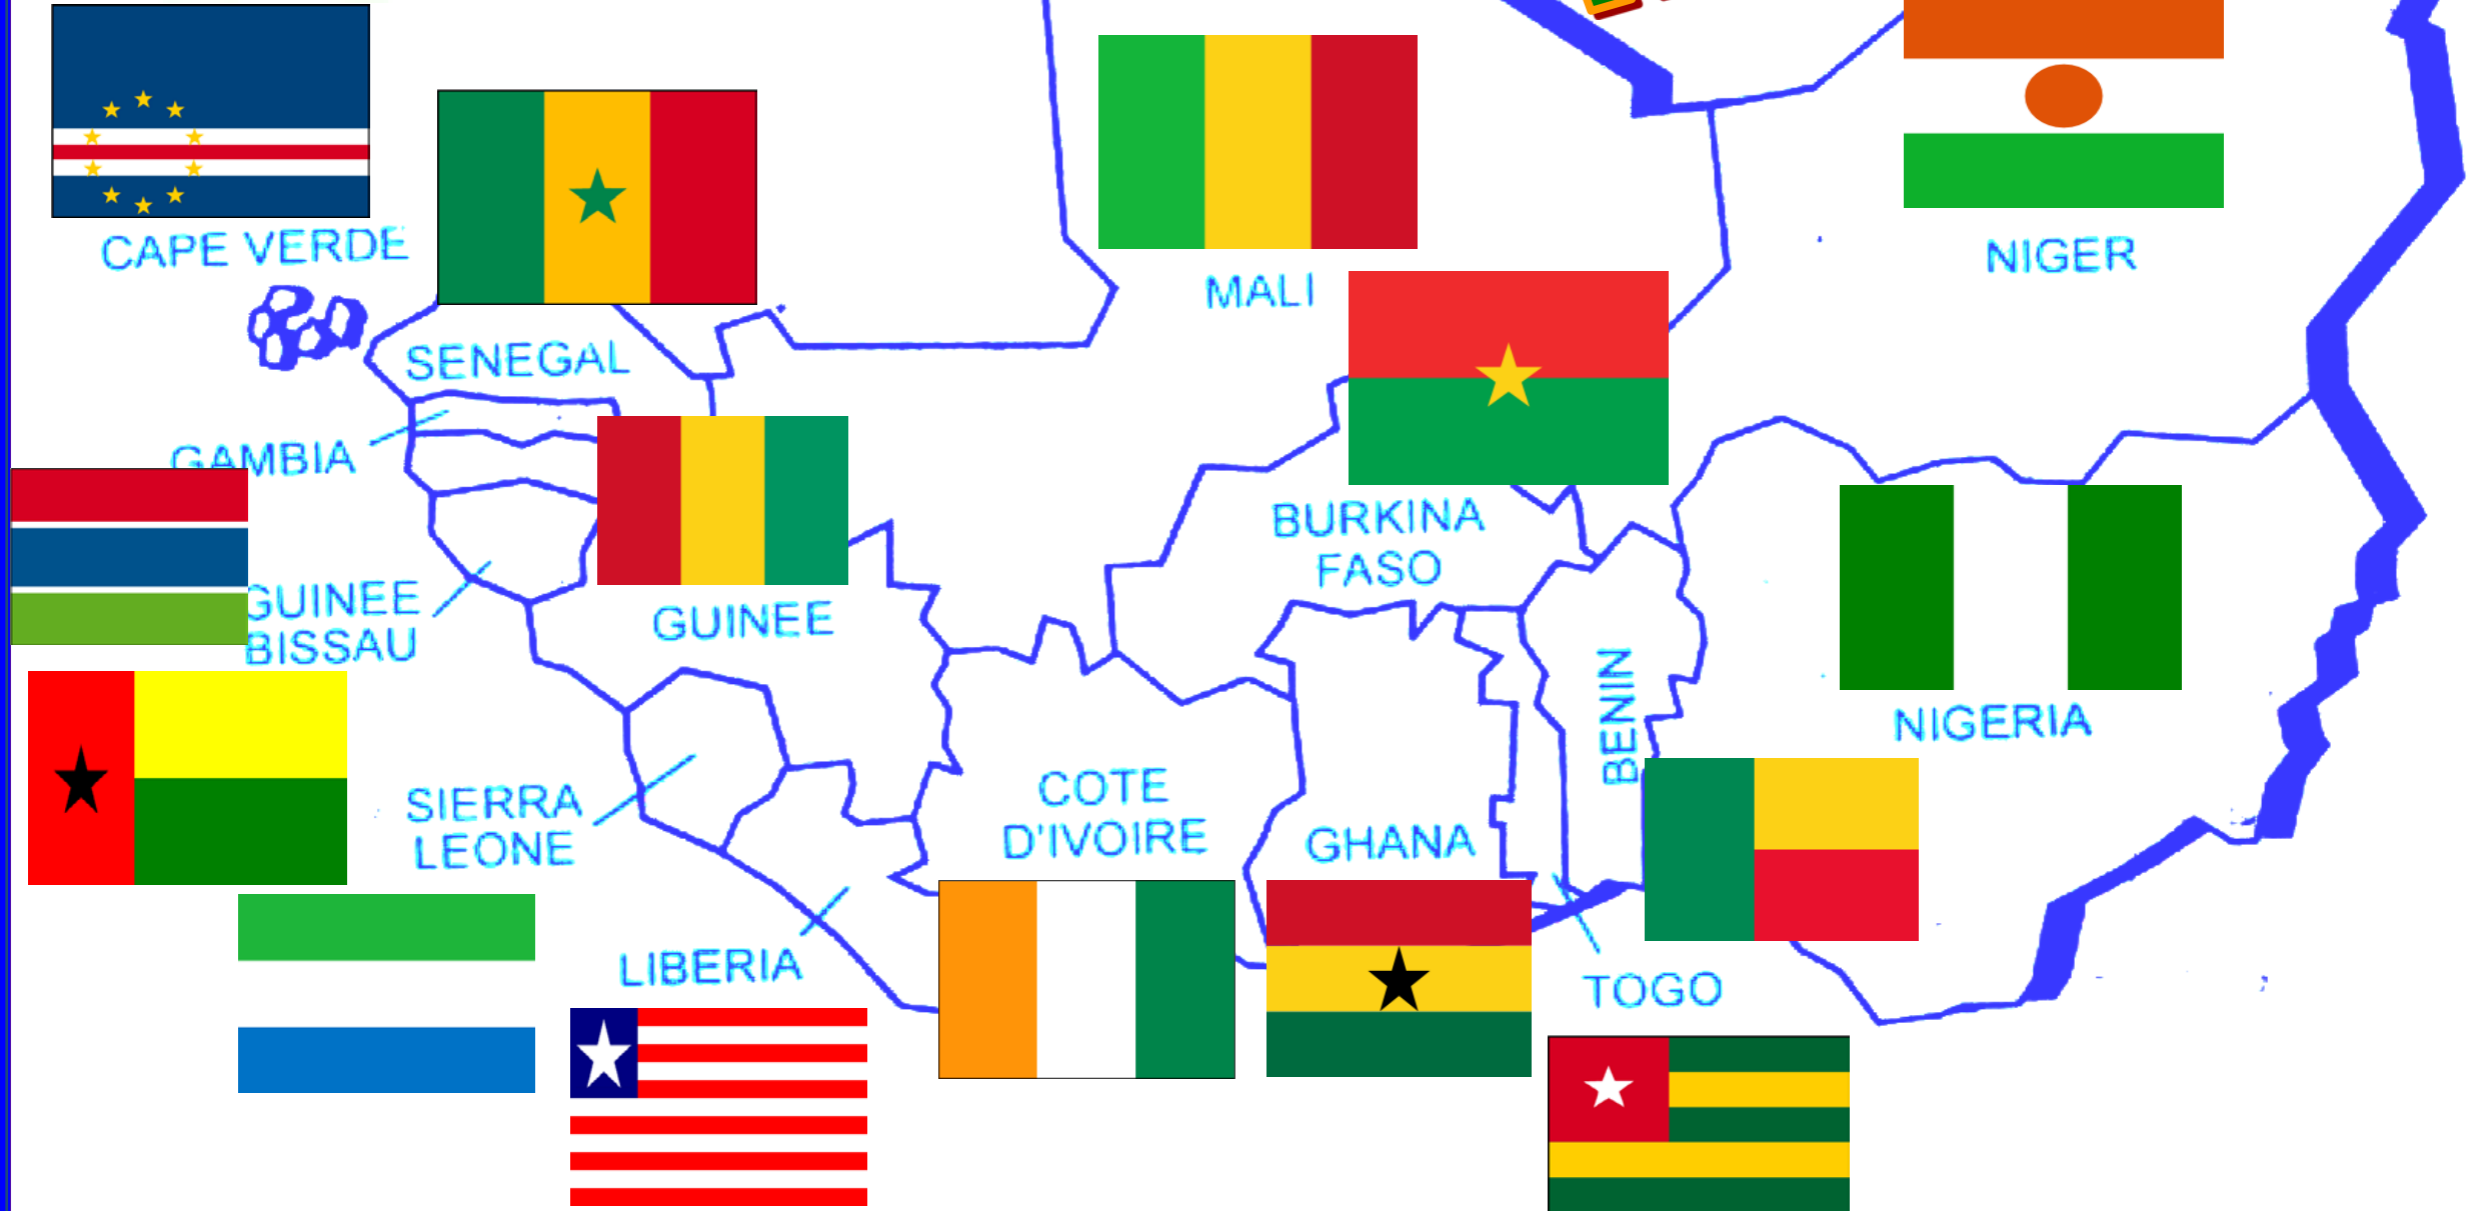 CAPE VERDE
NIGER
MALI
SENEGAL
GAMBIA
BURKINA
FASO
GUINEE
BISSAU
GUINEE
BENIN
NIGERIA
SIERRA
LEONE
COTE
D'IVOIRE
GHANA
LIBERIA
TOGO